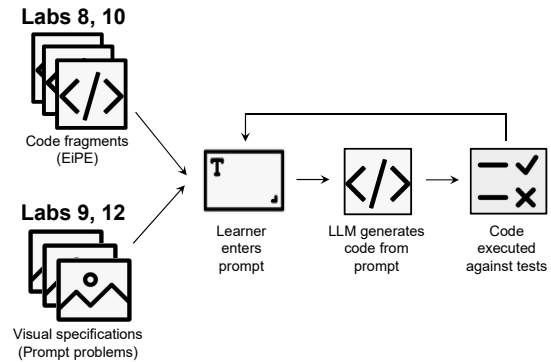 Labs 8, 10
Code fragments
(EiPE)
Labs 9, 12
Visual specifications
(Prompt problems)
T
Learner
enters
prompt
LLM generates
code from
prompt
Code
executed
against tests